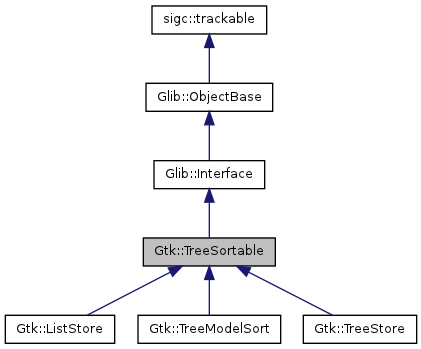 sigc::trackable
Glib::ObjectBase
Glib::Interface
Gtk::TreeSortable
Gtk::ListStore
Gtk::TreeModelSort
Gtk::TreeStore